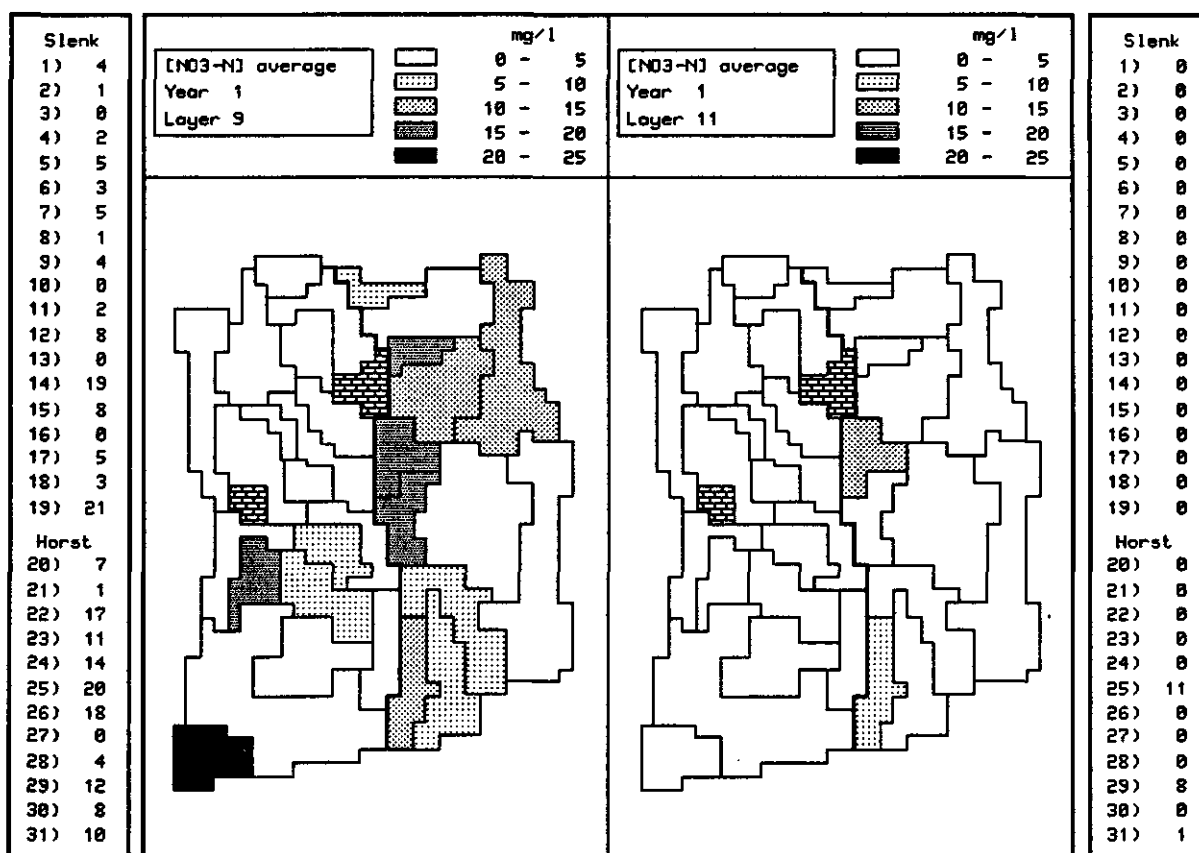 Slenk
1) 4
2) 1
3) 0
4) 2
5) 5
6) 3
7) 5
8) 1
9) 4
10) 0
11) 2
12) 8
13) 0
14) 19
15) 8
16) 0
17) 5
18) 3
19) 21
Horst
20) 7
21) 1
22) 17
23) 11
24) 14
25) 20
26) 18
27) 0
28) 4
29) 12
30) 8
31) 10
[NO3-N] average
Year 1
Layer 9
mg/l
0 - 5
5 - 10
10 - 15
15 - 20
20 - 25
[NO3-N] average
Year 1
Layer 11
mg/l
0 - 5
5 - 10
10 - 15
15 - 20
20 - 25
Slenk
1) 0
2) 0
3) 0
4) 0
5) 0
6) 0
7) 0
8) 0
9) 0
10) 0
11) 0
12) 0
13) 0
14) 0
15) 0
16) 0
17) 0
18) 0
19) 0
Horst
20) 0
21) 0
22) 0
23) 0
24) 0
25) 11
26) 0
27) 0
28) 0
29) 8
30) 0
31) 1